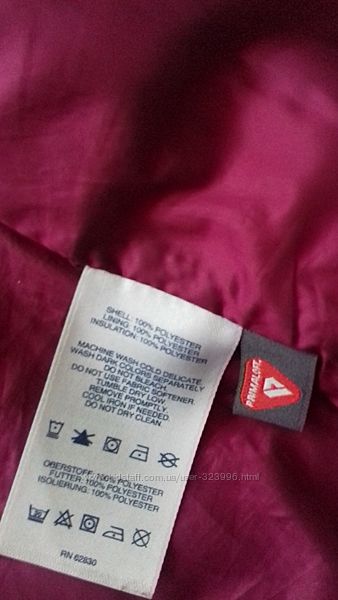 SHELL: 100% POLYESTER
LINING: 100% POLYESTER
INSULATION: 100% POLYESTER
MACHINE WASH COLD DELICATE.
WASH DARK COLORS SEPARATELY
DO NOT BLEACH.
DO NOT USE FABRIC SOFTENER.
TUMBLE DRY LOW.
REMOVE PROMPTLY.
COOL IRON IF NEEDED.
DO NOT DRY CLEAN.
PRIMALOFT
OBERSTOFF: 100% POLYESTER
FUTTER: 100% POLYESTER
ISOLIERUNG: 100% POLYESTER
RN 62830